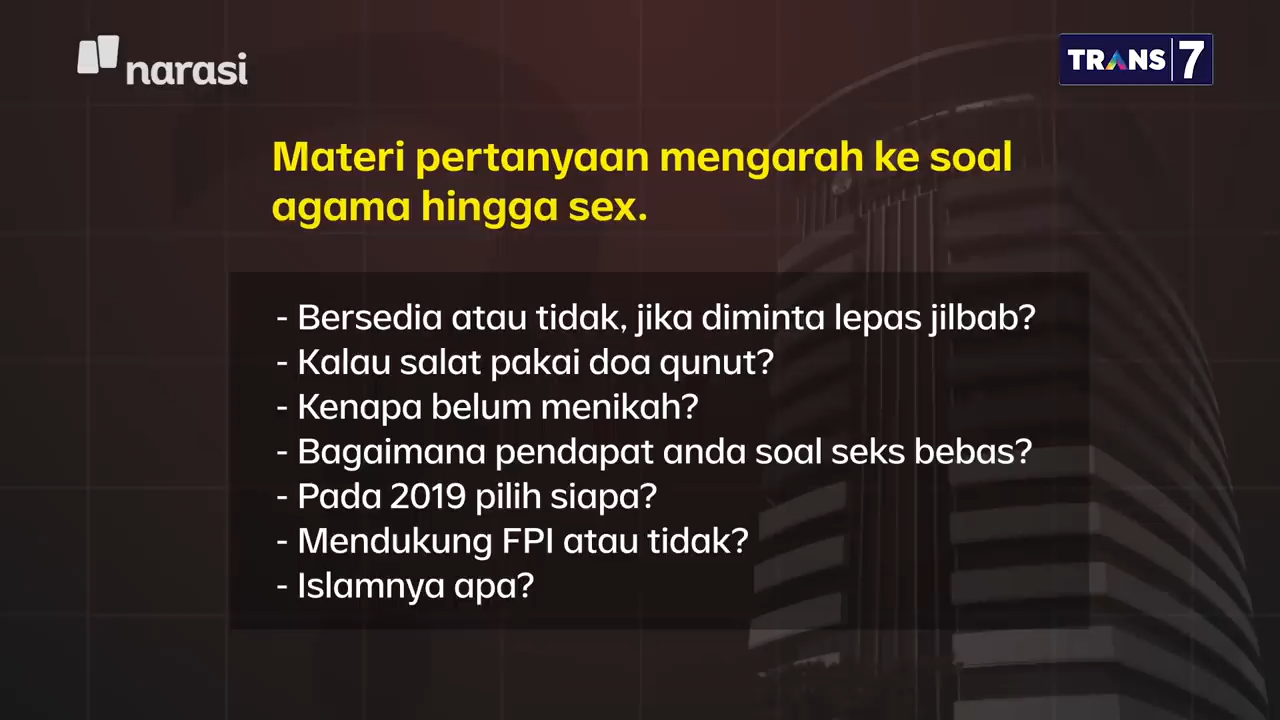 narasi
TRANS 7
Materi pertanyaan mengarah ke soal
agama hingga sex.
- Bersedia atau tidak, jika diminta lepas jilbab?
- Kalau salat pakai doa qunut?
- Kenapa belum menikah?
- Bagaimana pendapat anda soal seks bebas?
- Pada 2019 pilih siapa?
- Mendukung FPI atau tidak?
- Islamnya apa?